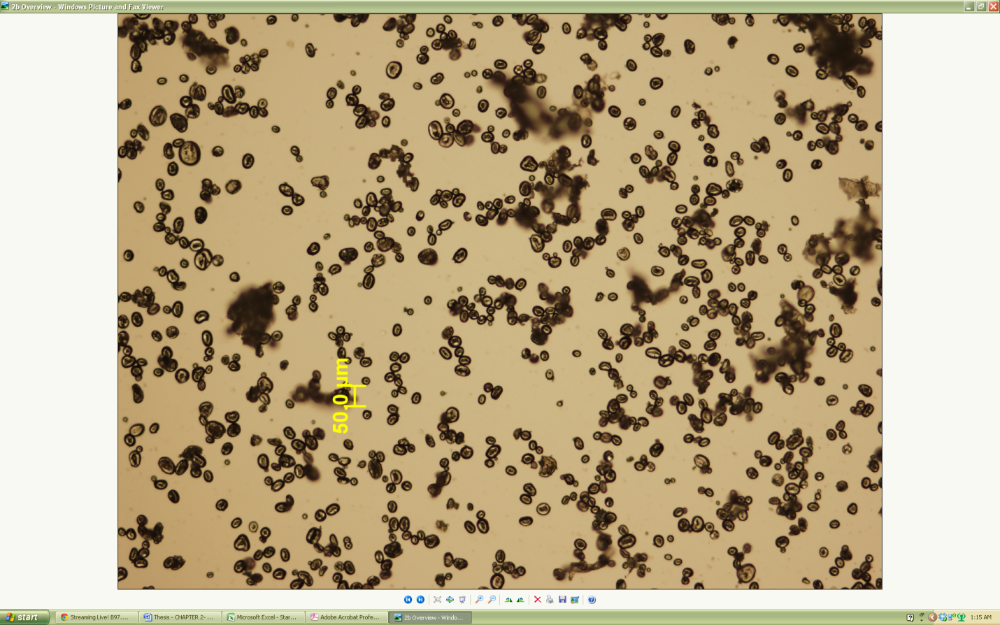 2b Overview - Windows Picture and Fax Viewer
50.0 µm
start
Streaming Live! B97....
Thesis - CHAPTER 2- ...
Microsoft Excel - Star...
Adobe Acrobat Profe...
2b Overview - Windo...
1:15 AM